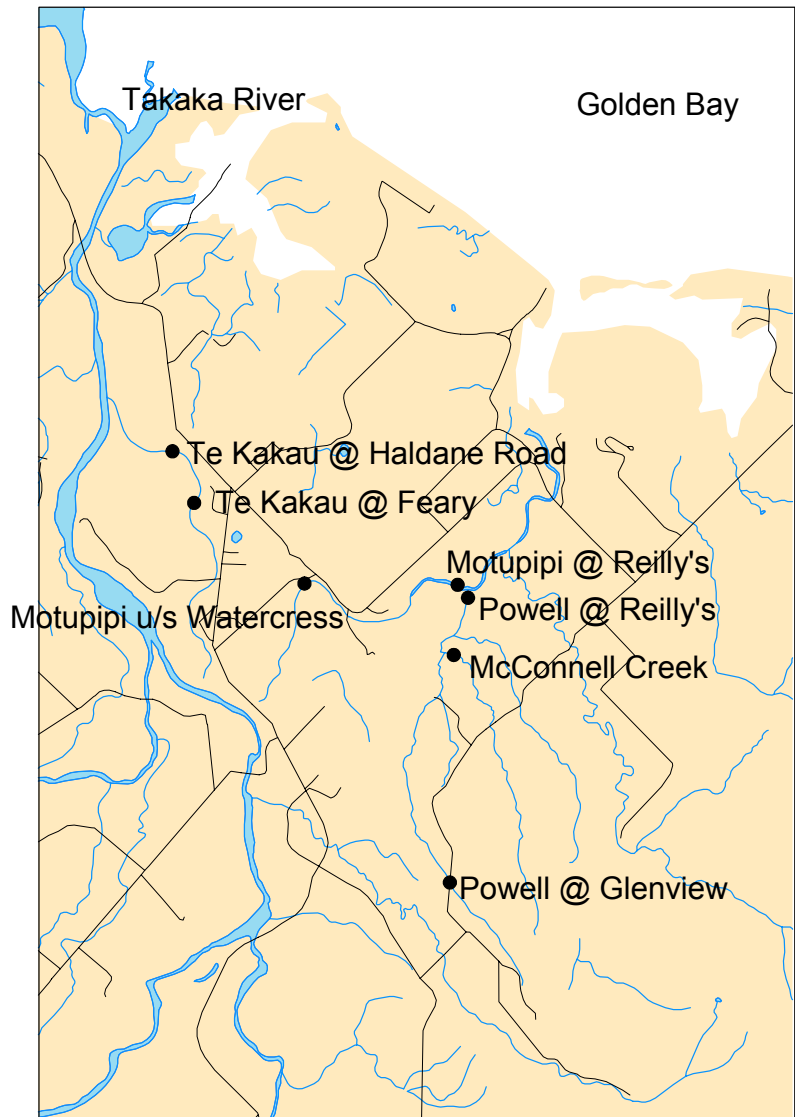 Takaka River
Golden Bay
Te Kakau @ Haldane Road
Te Kakau @ Feary
Motupipi @ Reilly's
Powell @ Reilly's
Motupipi u/s Watercress
McConnell Creek
Powell @ Glenview